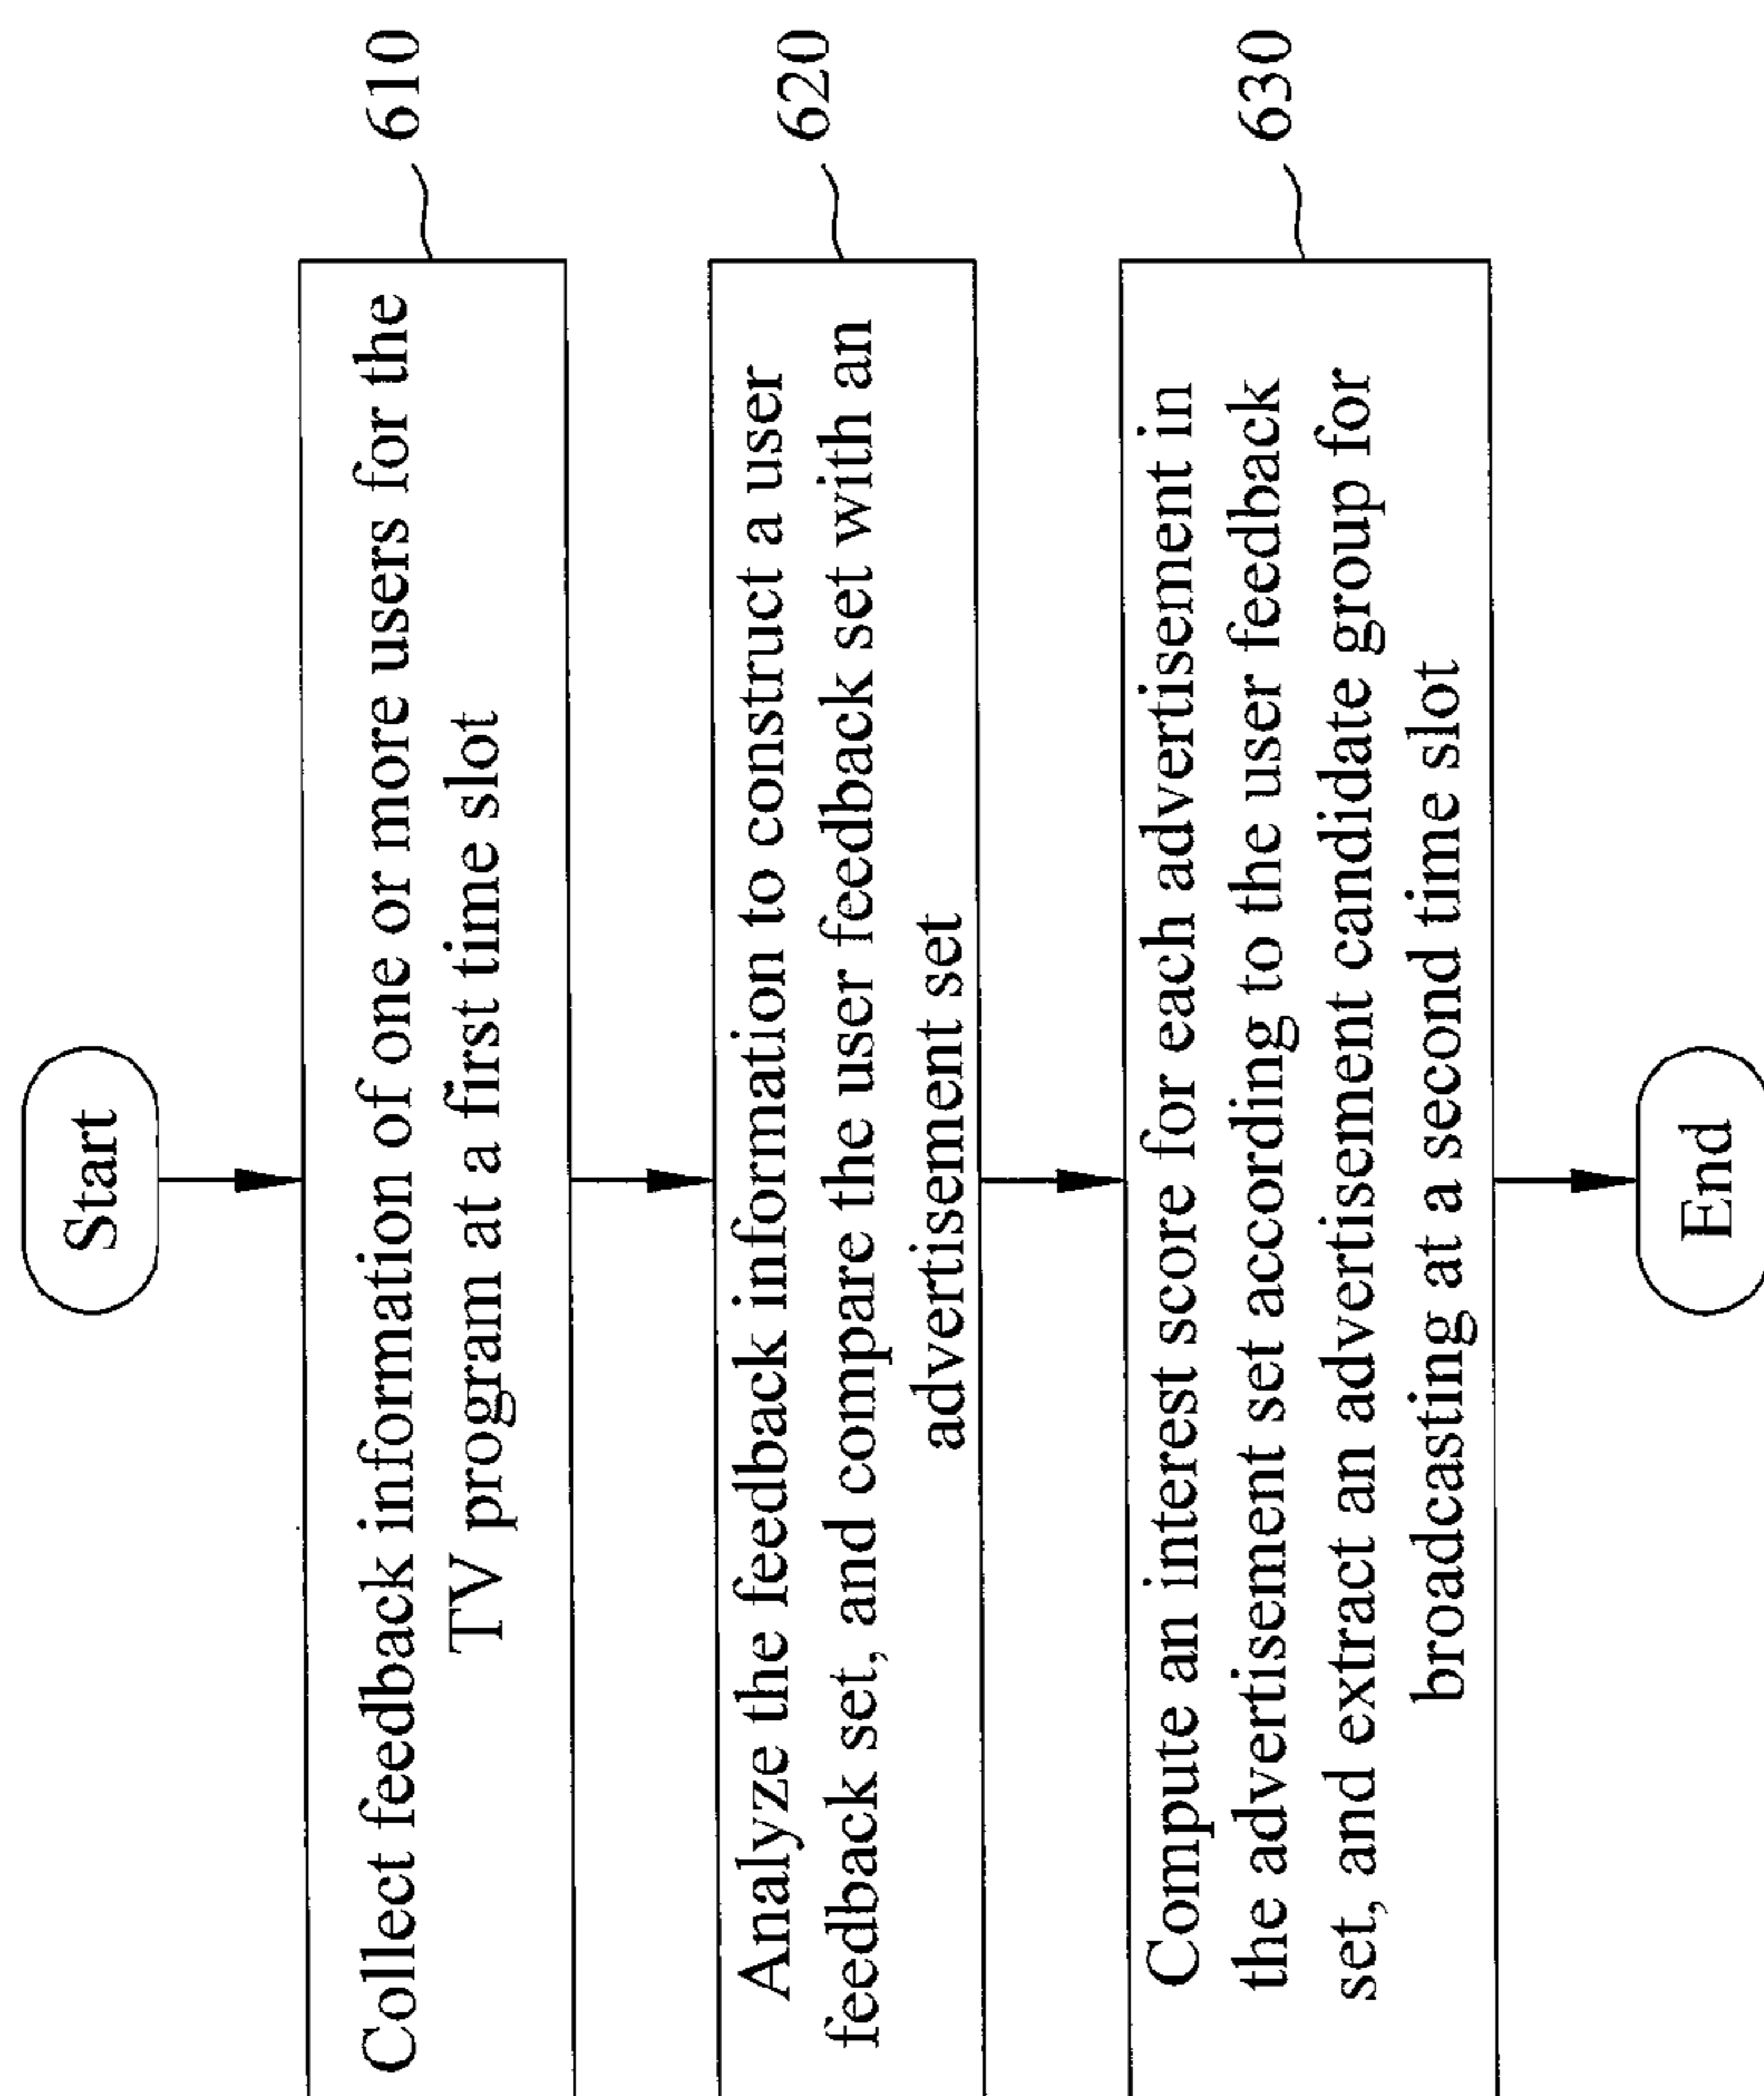 Start
Collect feedback information of one or more users for the
TV program at a first time slot
610
Analyze the feedback information to construct a user
feedback set, and compare the user feedback set with an
advertisement set
620
Compute an interest score for each advertisement in
the advertisement set according to the user feedback
set, and extract an advertisement candidate group for
broadcasting at a second time slot
630
End